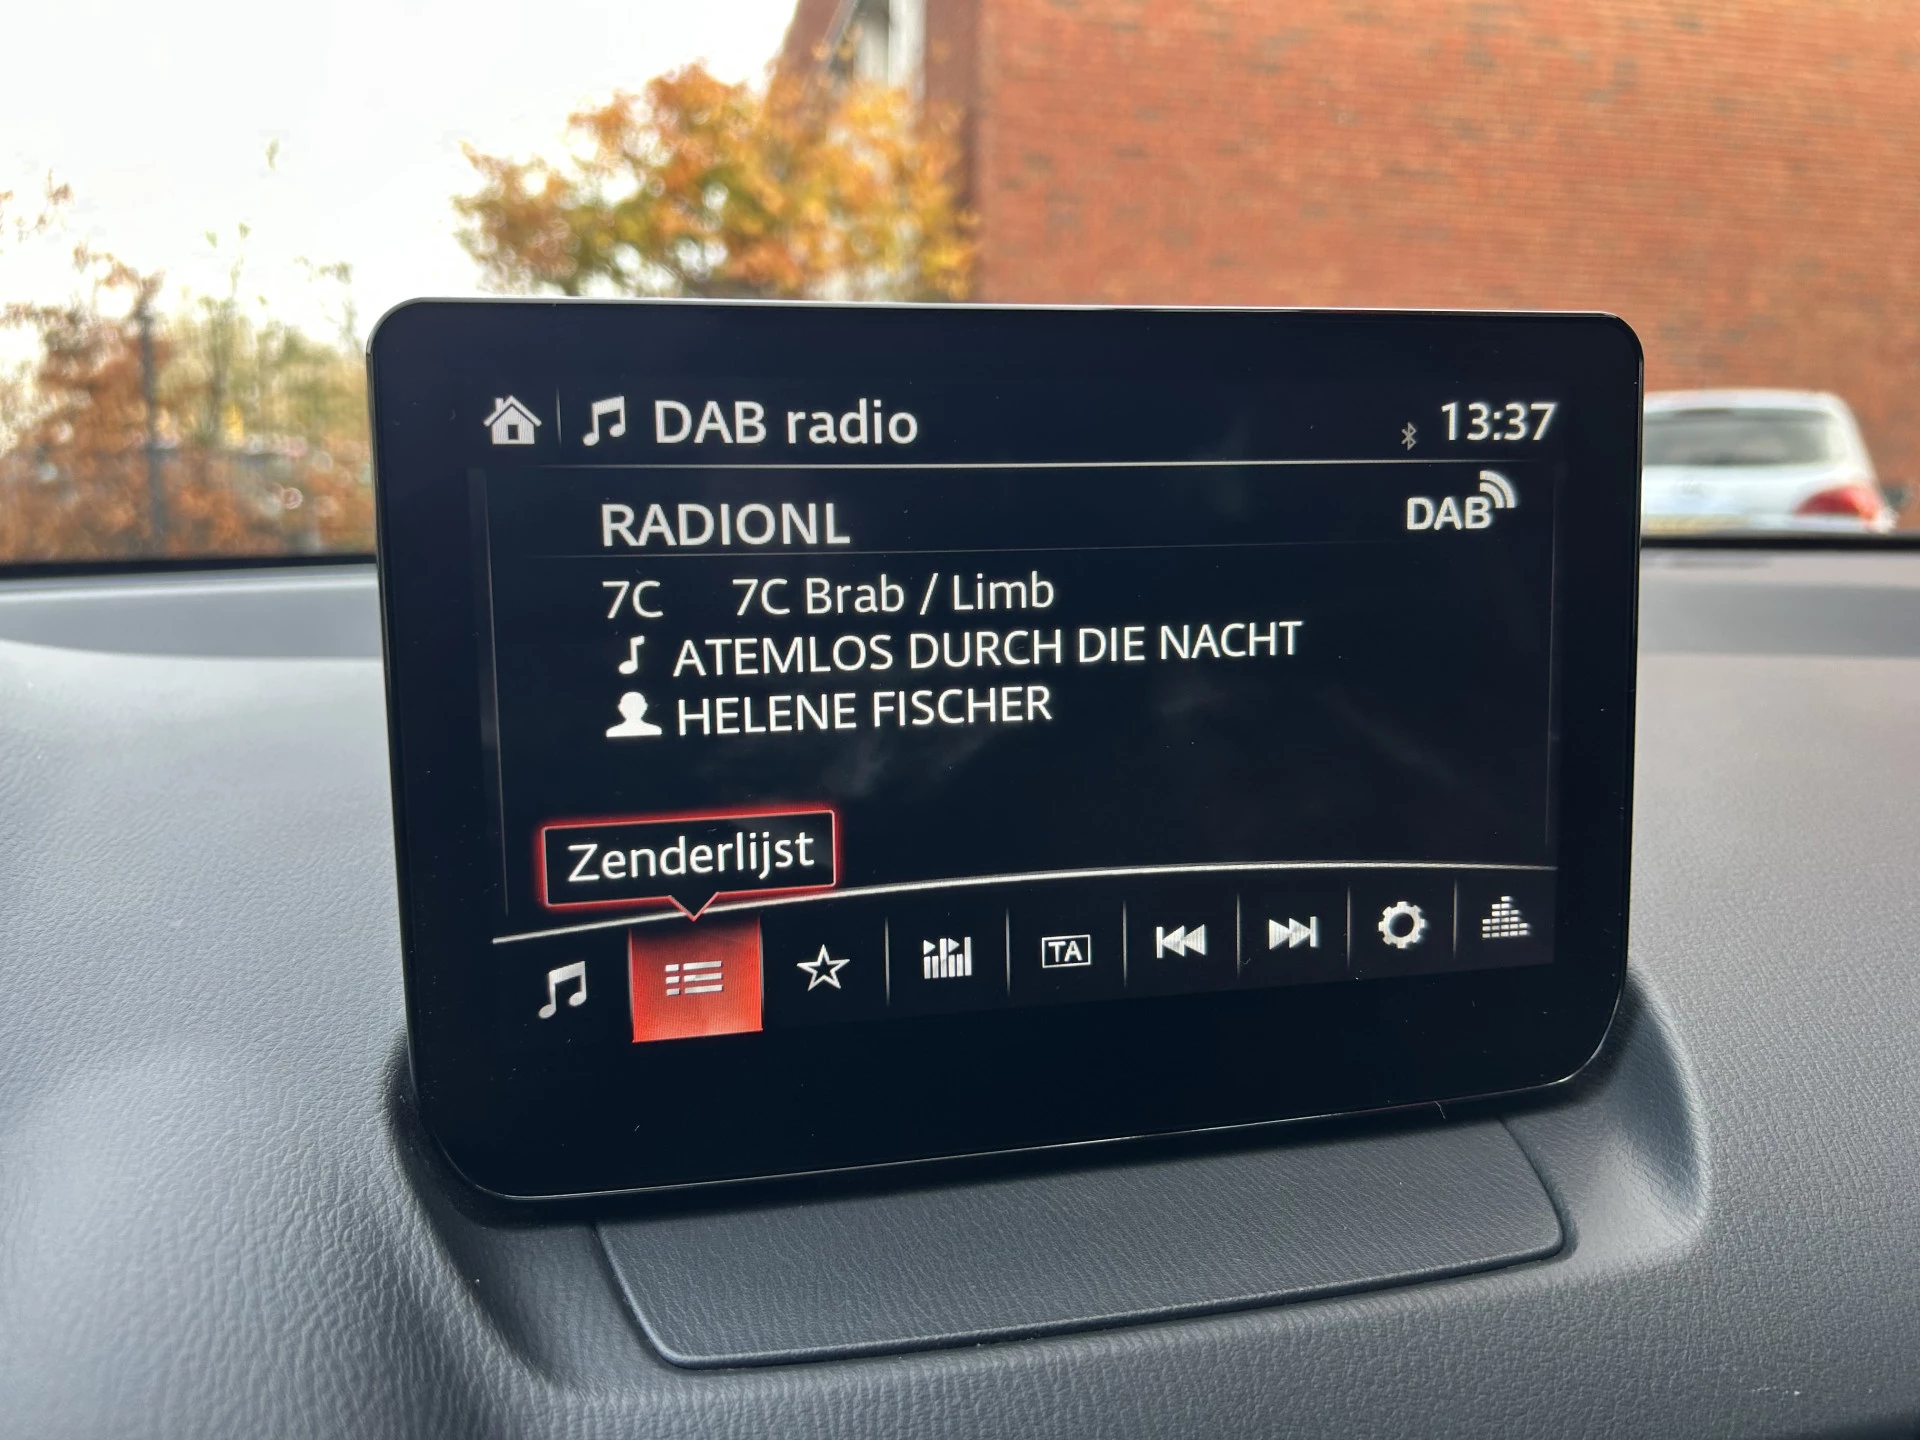 DAB radio
13:37
RADIONL
DAB
7C 7C Brab / Limb
ATEMLOS DURCH DIE NACHT
HELENE FISCHER
Zenderlijst
TA